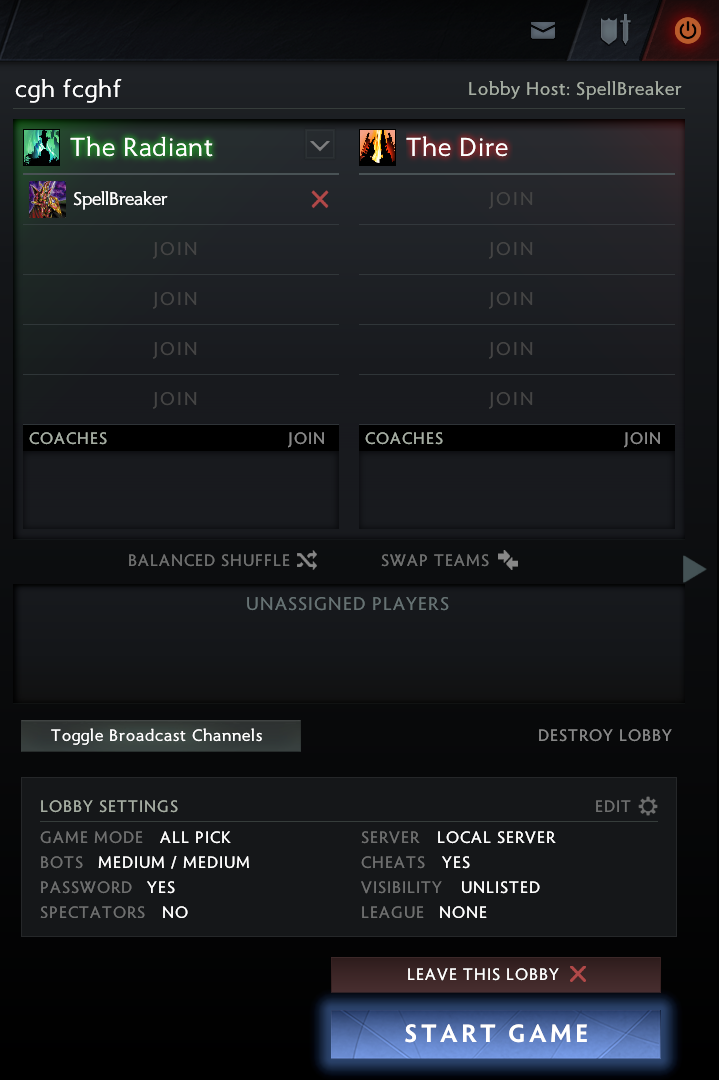 cgh fcghf
Lobby Host: SpellBreaker
The Radiant
The Dire
SpellBreaker
JOIN
JOIN
JOIN
JOIN
JOIN
JOIN
JOIN
JOIN
JOIN
COACHES JOIN
COACHES JOIN
BALANCED SHUFFLE
SWAP TEAMS
UNASSIGNED PLAYERS
Toggle Broadcast Channels
DESTROY LOBBY
LOBBY SETTINGS
EDIT
GAME MODE ALL PICK
SERVER LOCAL SERVER
BOTS MEDIUM / MEDIUM
CHEATS YES
PASSWORD YES
VISIBILITY UNLISTED
SPECTATORS NO
LEAGUE NONE
LEAVE THIS LOBBY
START GAME